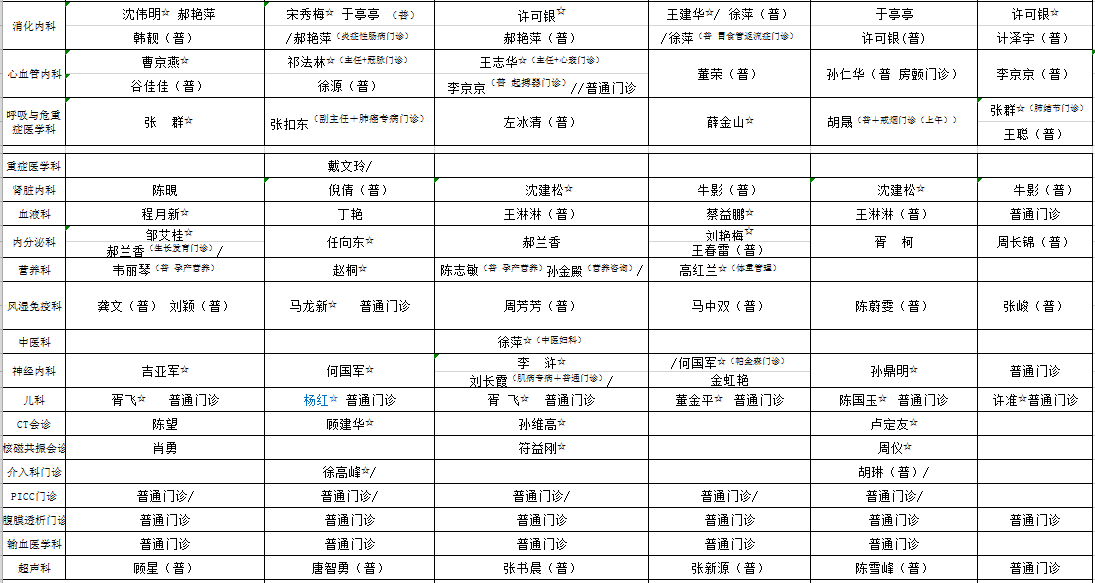 消化内科 沈伟明☆ 郝艳萍 宋秀梅☆ 于亭亭 （普） 许可银☆ 王建华☆/ 徐萍（普） 于亭亭 许可银☆
韩靓（普） /郝艳萍（炎症性肠病门诊） 郝艳萍（普） /徐萍（普 胃食管返流症门诊） 许可银(普） 计泽宇（普）
心血管内科 曹京燕☆ 祁法林☆（主任+冠脉门诊） 王志华☆（主任+心衰门诊） 董荣（普） 孙仁华（普 房颤门诊） 李京京（普）
谷佳佳（普） 徐源（普） 李京京（普 起搏器门诊）//普通门诊
呼吸与危重症医学科 张 群☆ 张扣东（副主任＋肺癌专病门诊） 左冰清（普） 薛金山☆ 胡晟（普＋戒烟门诊（上午）） 张群☆（肺结节门诊）
王聪（普）
重症医学科 戴文玲/
肾脏内科 陈晛 倪倩（普） 沈建松☆ 牛影（普） 沈建松☆ 牛影（普）
血液科 程月新☆ 丁艳 王淋淋（普） 蔡益鹏☆ 王淋淋（普） 普通门诊
内分泌科 邹艾桂☆ 任向东☆ 郝兰香 刘艳梅☆ 胥 柯 周长锦（普）
郝兰香（生长发育门诊）/ 王春雷（普）
营养科 韦丽琴（普 孕产营养） 赵桐☆ 陈志敏（普 孕产营养）孙金殿（营养咨询）/ 高红兰☆（体重管理）
风湿免疫科 龚文（普） 刘颖（普） 马龙新☆ 普通门诊 周芳芳（普） 马中双（普） 陈蔚雯（普） 张峻（普）
中医科 徐萍☆（中医妇科）
神经内科 吉亚军☆ 何国军☆ 李 浒☆ /何国军☆（帕金森门诊） 孙鼎明☆ 普通门诊
刘长霞（肌病专病＋普通门诊）/ 金虹艳
儿科 胥飞☆ 普通门诊 杨红☆ 普通门诊 胥 飞☆ 普通门诊 董金平☆ 普通门诊 陈国玉☆ 普通门诊 许准☆普通门诊
CT会诊 陈望 顾建华☆ 孙维高☆ 卢定友☆
核磁共振会诊 肖勇 符益刚☆ 周仪☆
介入科门诊 徐高峰☆/ 胡琳（普）/
PICC门诊 普通门诊/ 普通门诊/ 普通门诊/ 普通门诊/ 普通门诊/
腹膜透析门诊 普通门诊 普通门诊 普通门诊 普通门诊 普通门诊 普通门诊
输血医学科 普通门诊 普通门诊 普通门诊 普通门诊 普通门诊
超声科 顾星（普） 唐智勇（普） 张书晨（普） 张新源（普） 陈雪峰（普） 普通门诊